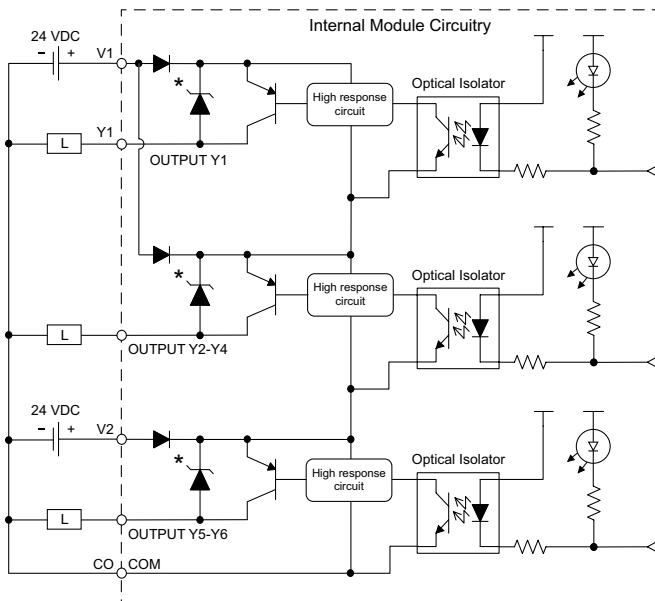 Internal Module Circuitry
24 VDC
− + V1
*
High response
circuit
Optical Isolator
L Y1
OUTPUT Y1
*
High response
circuit
Optical Isolator
L
OUTPUT Y2-Y4
24 VDC
− + V2
*
High response
circuit
Optical Isolator
L
OUTPUT Y5-Y6
CO COM